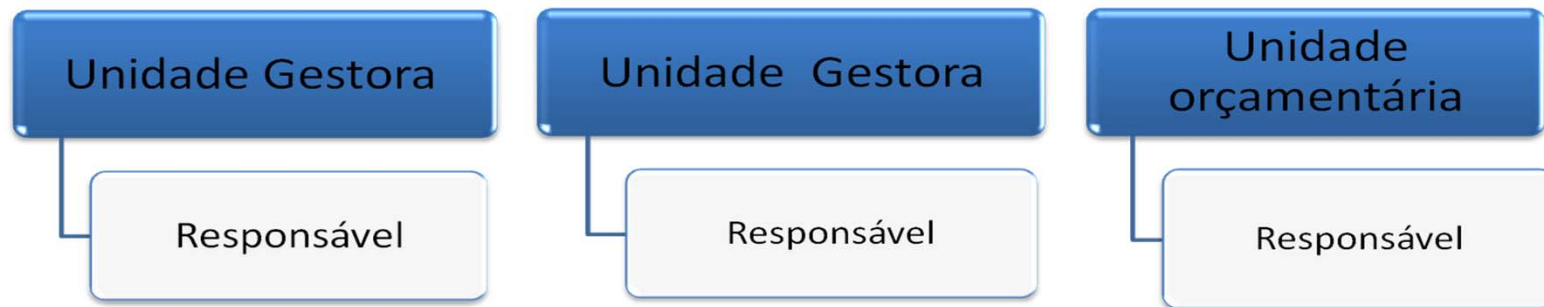 Unidade Gestora
Unidade Gestora
Unidade
orçamentária
Responsável
Responsável
Responsável